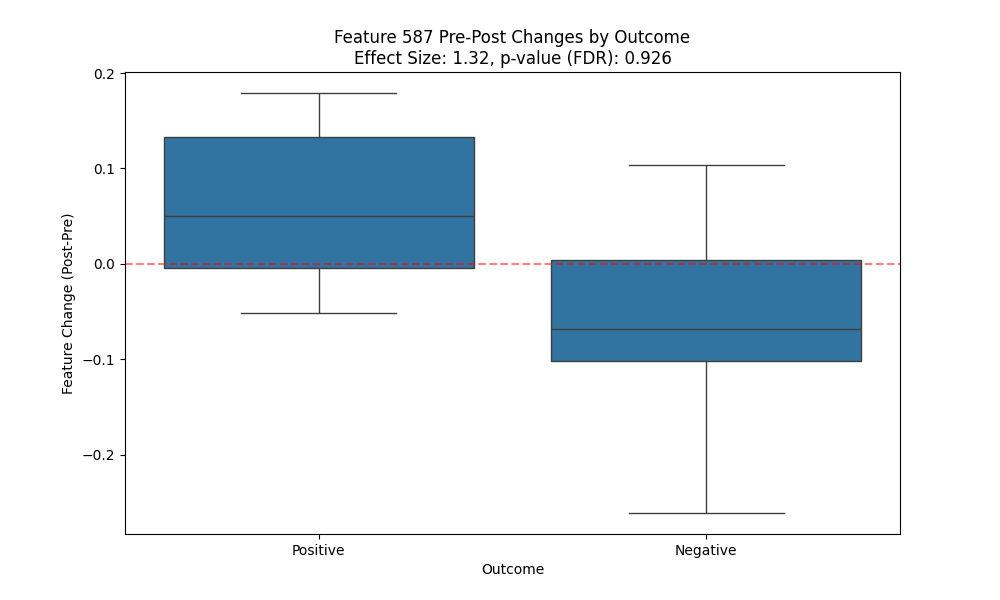 Feature 587 Pre-Post Changes by Outcome
Effect Size: 1.32, p-value (FDR): 0.926
0.2
0.1
0.0
−0.1
−0.2
Feature Change (Post-Pre)
Positive
Negative
Outcome